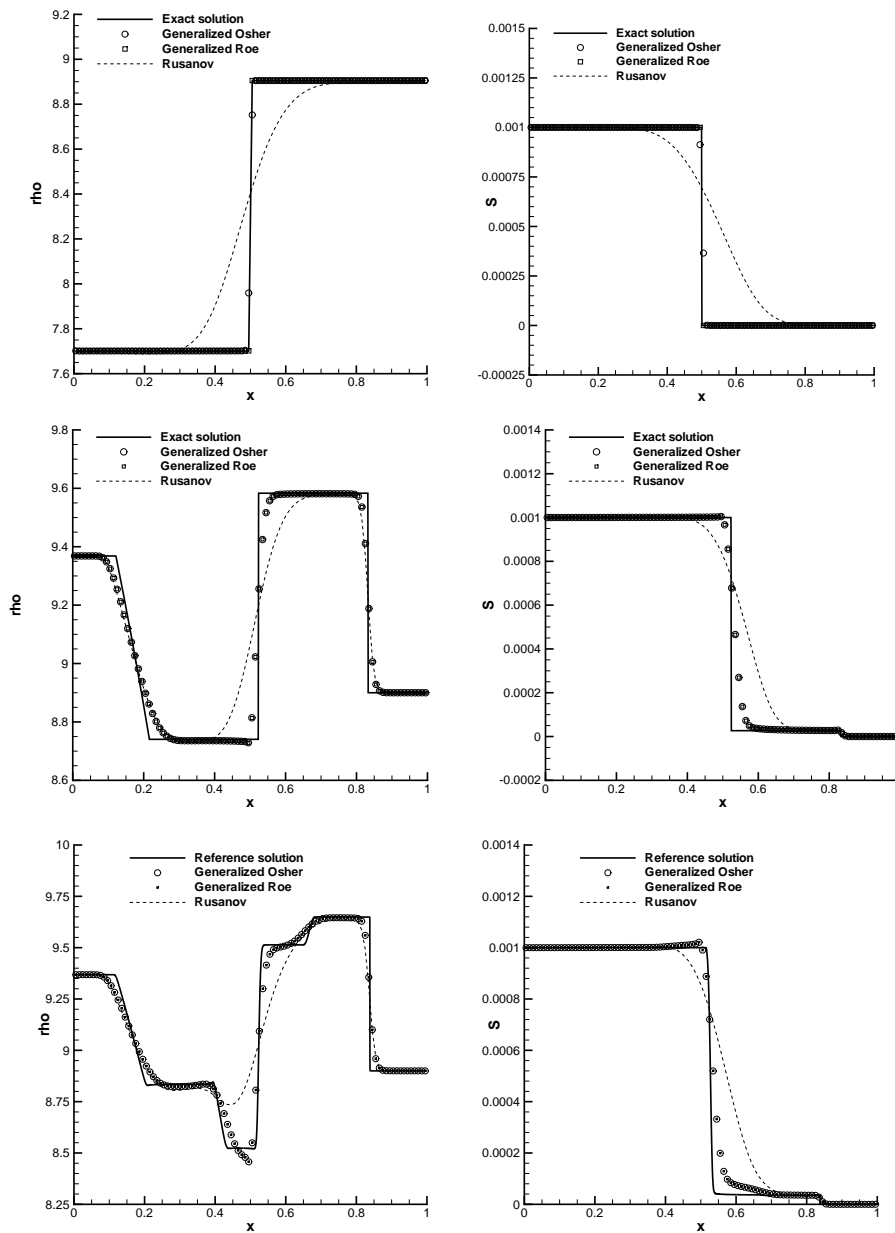 Exact solution
Generalized Osher
Generalized Roe
Rusanov
9.2
9
8.8
8.6
8.4
8.2
8
7.8
7.6
rho
0 0.2 0.4 0.6 0.8 1
x
Exact solution
Generalized Osher
Generalized Roe
Rusanov
0.0015
0.00125
0.001
0.00075
0.0005
0.00025
0
-0.00025
S
0 0.2 0.4 0.6 0.8 1
x
Exact solution
Generalized Osher
Generalized Roe
Rusanov
9.8
9.6
9.4
9.2
9
8.8
8.6
rho
0 0.2 0.4 0.6 0.8 1
x
Exact solution
Generalized Osher
Generalized Roe
Rusanov
0.0014
0.0012
0.001
0.0008
0.0006
0.0004
0.0002
0
-0.0002
S
0 0.2 0.4 0.6 0.8
x
Reference solution
Generalized Osher
Generalized Roe
Rusanov
10
9.75
9.5
9.25
9
8.75
8.5
8.25
rho
0 0.2 0.4 0.6 0.8 1
x
Reference solution
Generalized Osher
Generalized Roe
Rusanov
0.0014
0.0012
0.001
0.0008
0.0006
0.0004
0.0002
0
S
0 0.2 0.4 0.6 0.8 1
x